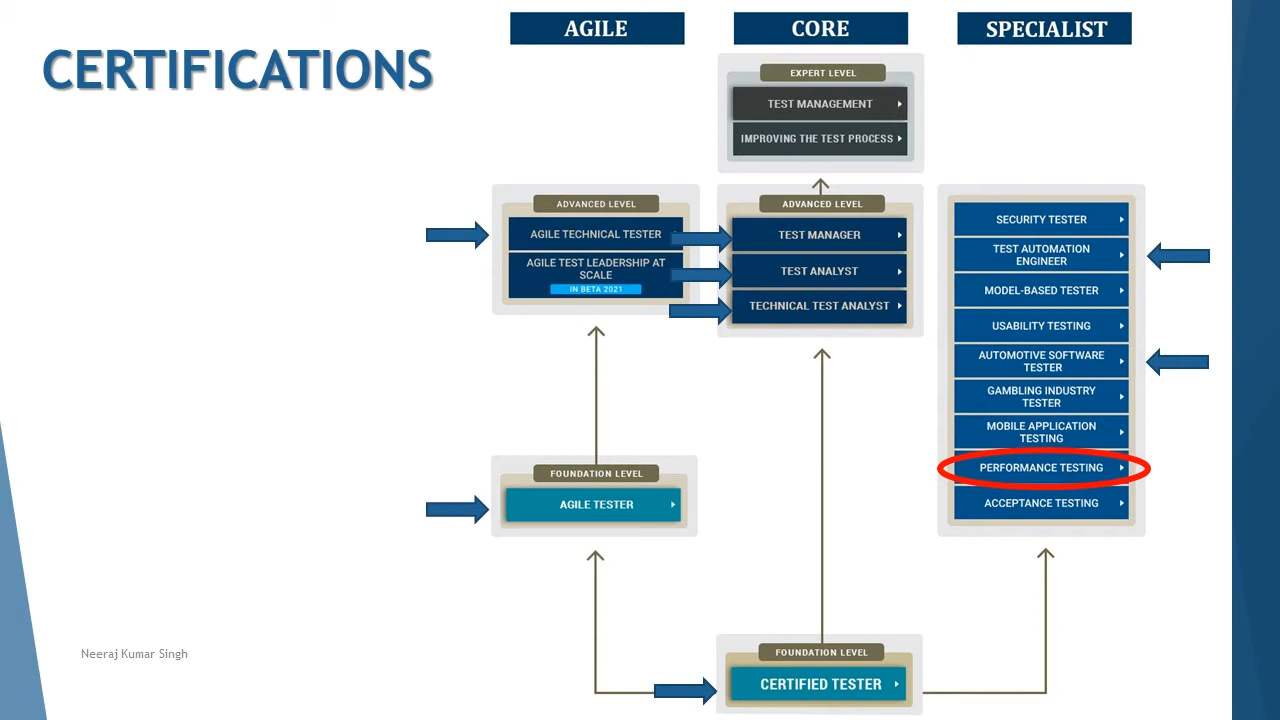 CERTIFICATIONS
AGILE
CORE
SPECIALIST
EXPERT LEVEL
TEST MANAGEMENT
IMPROVING THE TEST PROCESS
ADVANCED LEVEL
AGILE TECHNICAL TESTER
AGILE TEST LEADERSHIP AT
SCALE
IN BETA 2021
ADVANCED LEVEL
TEST MANAGER
TEST ANALYST
TECHNICAL TEST ANALYST
SECURITY TESTER
TEST AUTOMATION
ENGINEER
MODEL-BASED TESTER
USABILITY TESTING
AUTOMOTIVE SOFTWARE
TESTER
GAMBLING INDUSTRY
TESTER
MOBILE APPLICATION
TESTING
PERFORMANCE TESTING
ACCEPTANCE TESTING
FOUNDATION LEVEL
AGILE TESTER
FOUNDATION LEVEL
CERTIFIED TESTER
Neeraj Kumar Singh